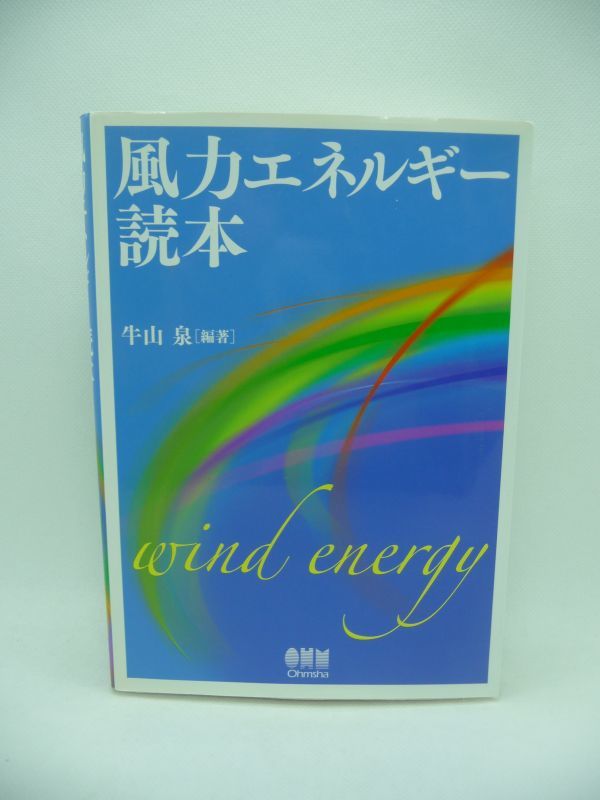 風力エネルギー
読本
牛山 泉[編著]
wind energy
OHM
Ohmsha